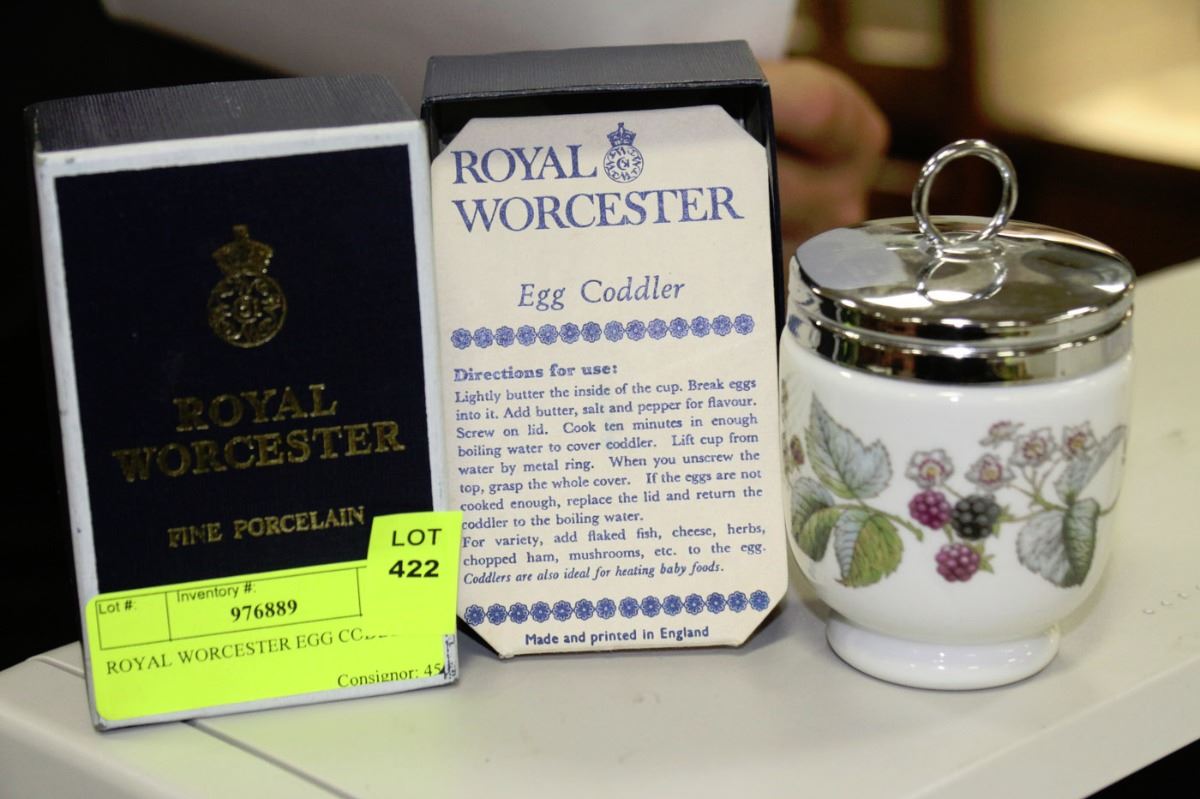 ROYAL
WORCESTER
FINE PORCELAIN
LOT
422
Lot #:
Inventory #:
976889
ROYAL WORCESTER EGG
Consignor: 45
ROYAL
WORCESTER
Egg Coddler
Directions for use:
Lightly butter the inside of the cup. Break eggs
into it. Add butter, salt and pepper for flavour.
Screw on lid. Cook ten minutes in enough
boiling water to cover coddler. Lift cup from
water by metal ring. When you unscrew the
top, grasp the whole cover. If the eggs are not
cooked enough, replace the lid and return the
coddler to the boiling water.
For variety, add flaked fish, cheese, herbs,
chopped ham, mushrooms, etc. to the egg.
Coddlers are also ideal for heating baby foods.
Made and printed in England